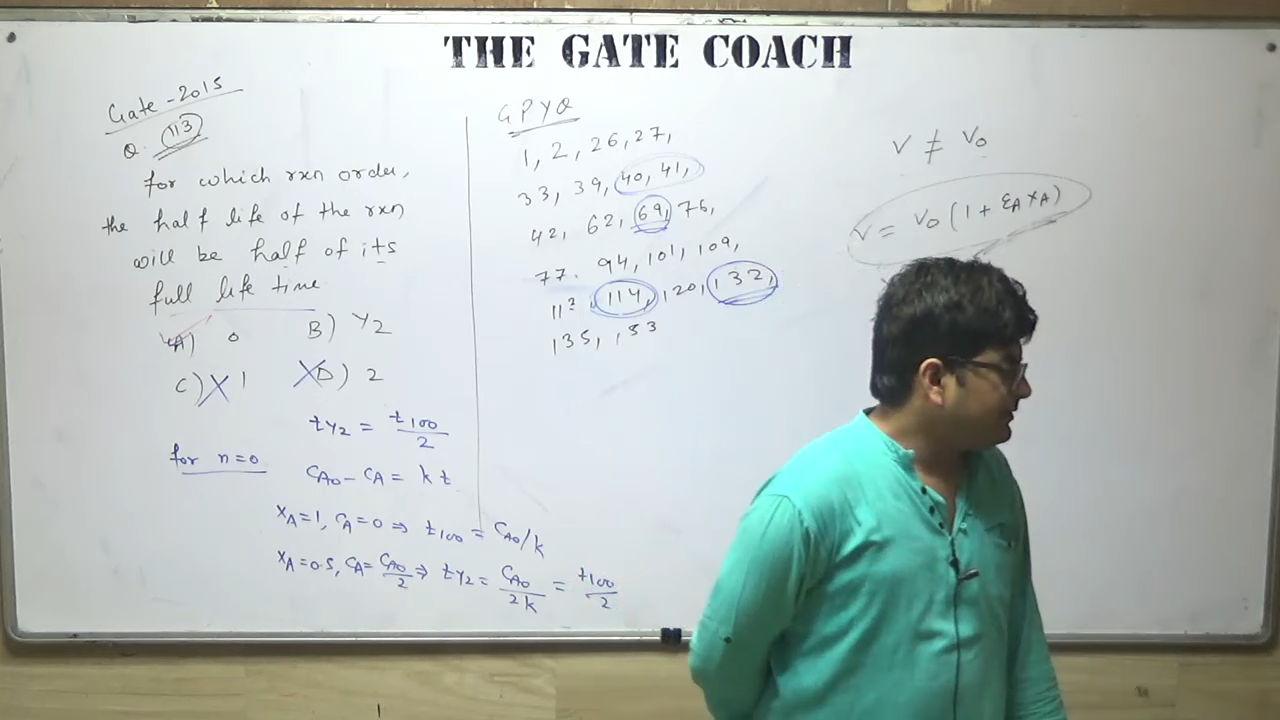 THE GATE COACH
Gate - 2015
Q. 113
for which rxn order,
the half life of the rxn
will be half of its
full life time
A) 0 B) 1/2
C) 1 D) 2
t1/2 = t100/2
for n=0
CA0 - CA = kt
XA=1, CA=0 ⇒ t100 = CA0/k
XA=0.5, CA=CA0/2 ⇒ t1/2 = CA0/2k = t100/2
GPYQ
1, 2, 26, 27,
33, 39, 40, 41,
42, 62, 69, 76,
77. 94, 101, 109,
113, 114, 120, 132,
135, 153
V ≠ V0
V = V0 (1 + εA XA)